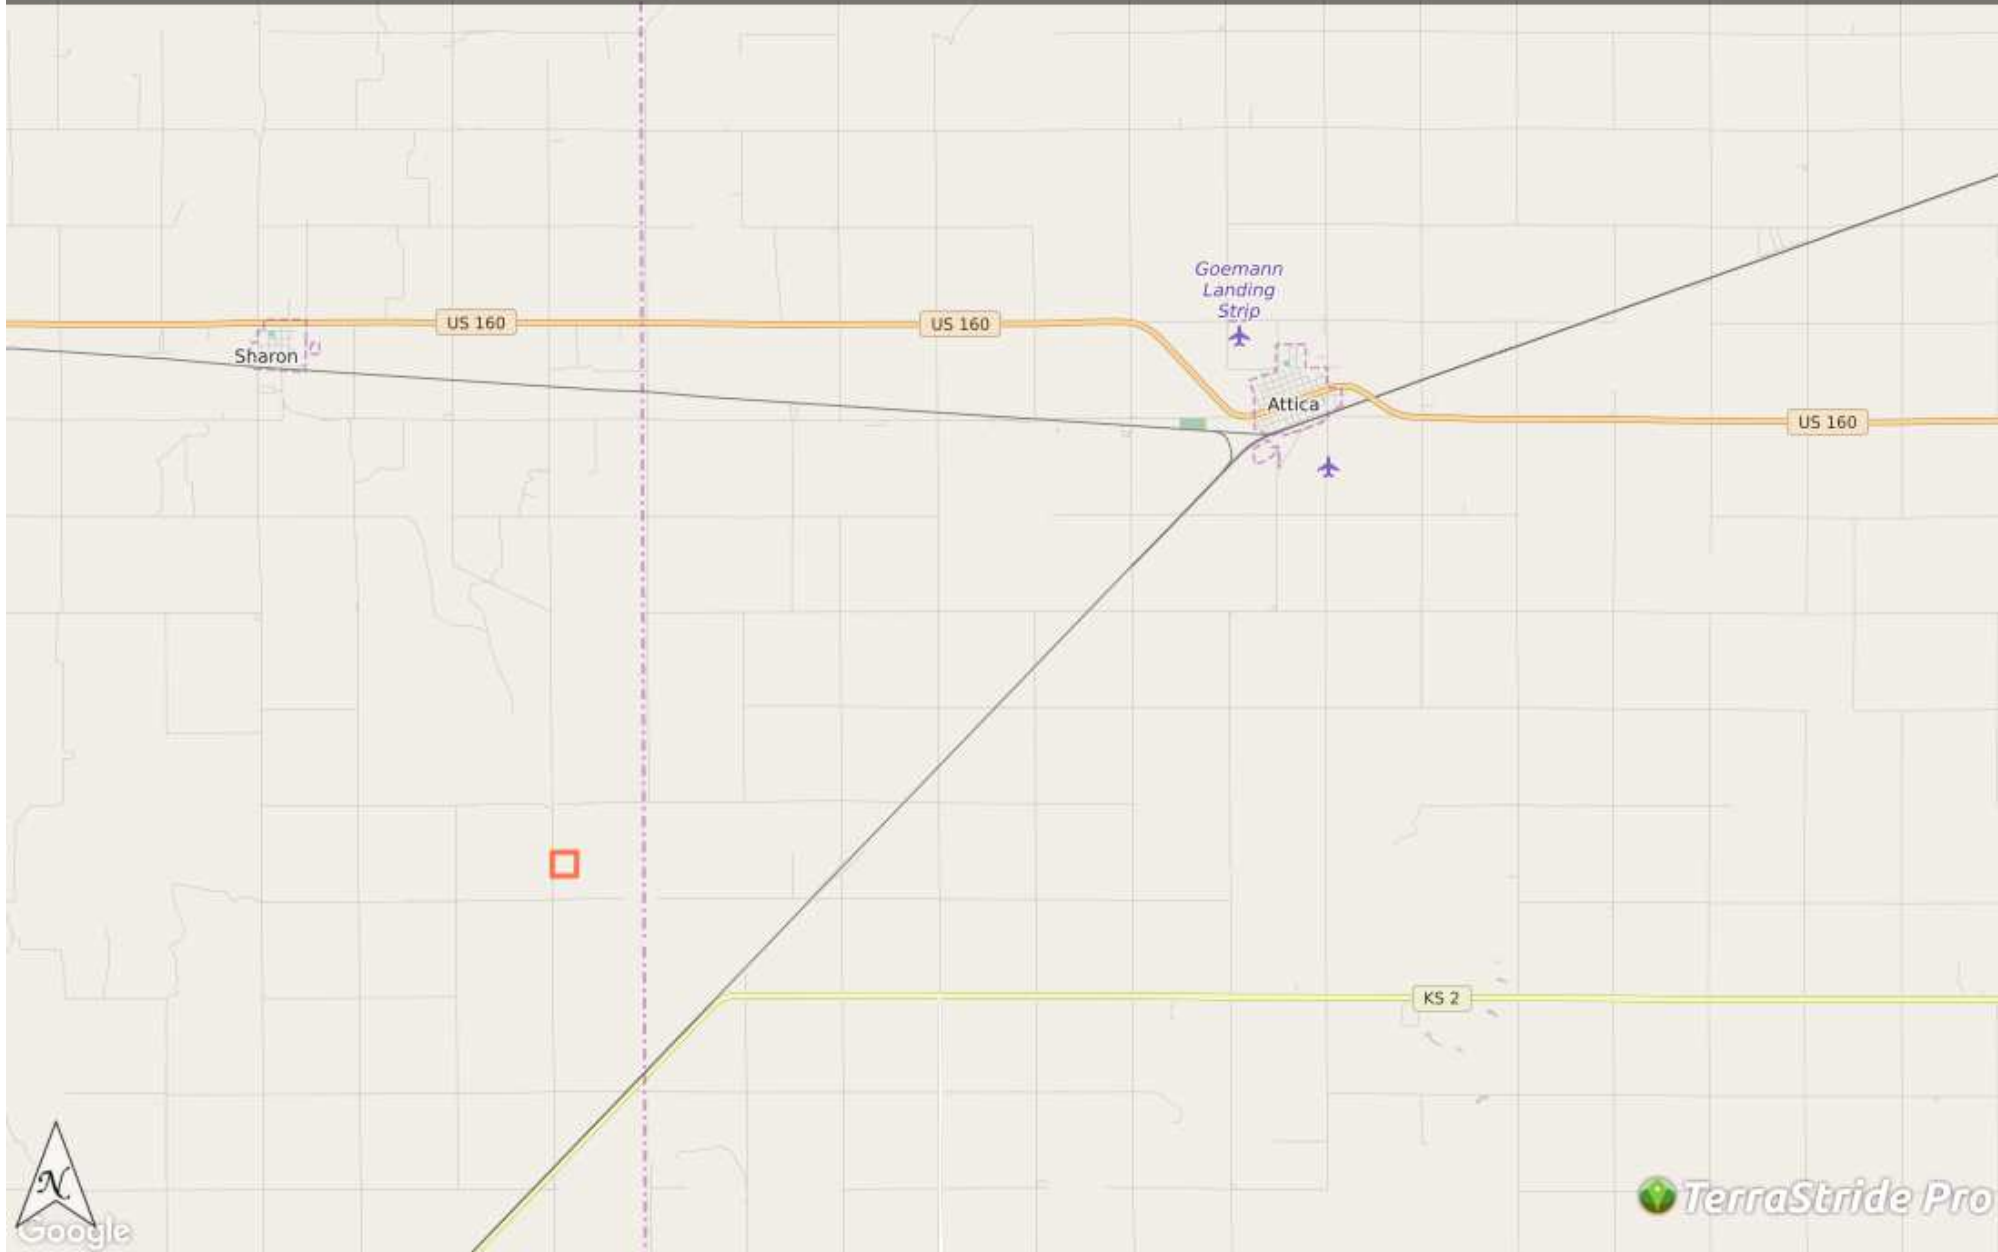 Goemann
Landing
Strip
US 160
US 160
Sharon
Attica
US 160
KS 2
N
Google
TerraStride Pro